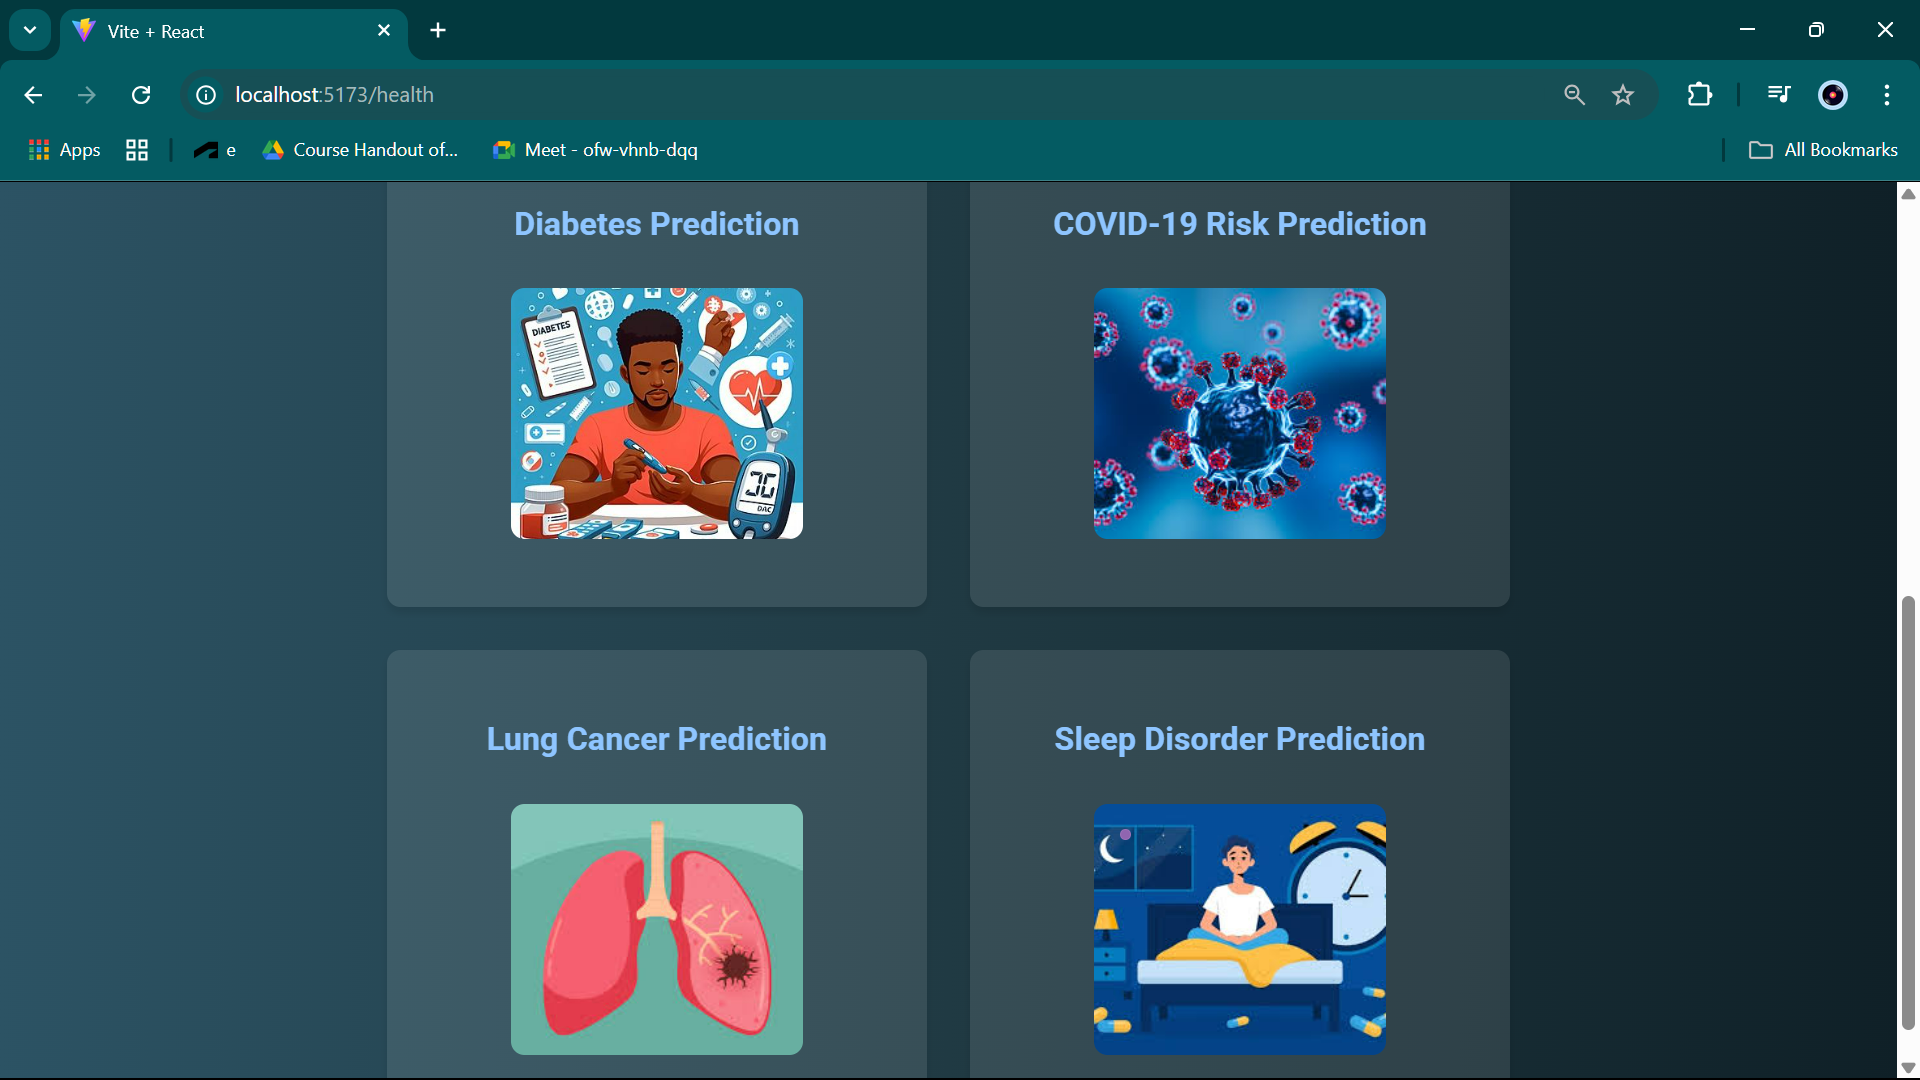 Vite + React
localhost:5173/health
Apps
e
Course Handout of...
Meet - ofw-vhnb-dqq
All Bookmarks
Diabetes Prediction
COVID-19 Risk Prediction
DIABETES
DAC
Lung Cancer Prediction
Sleep Disorder Prediction